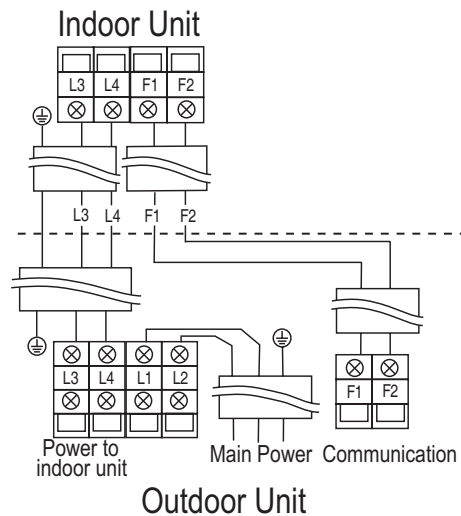 Indoor Unit
L3 L4 F1 F2
L3 L4 F1 F2
L3 L4 L1 L2
F1 F2
Power to
indoor unit
Main Power
Communication
Outdoor Unit